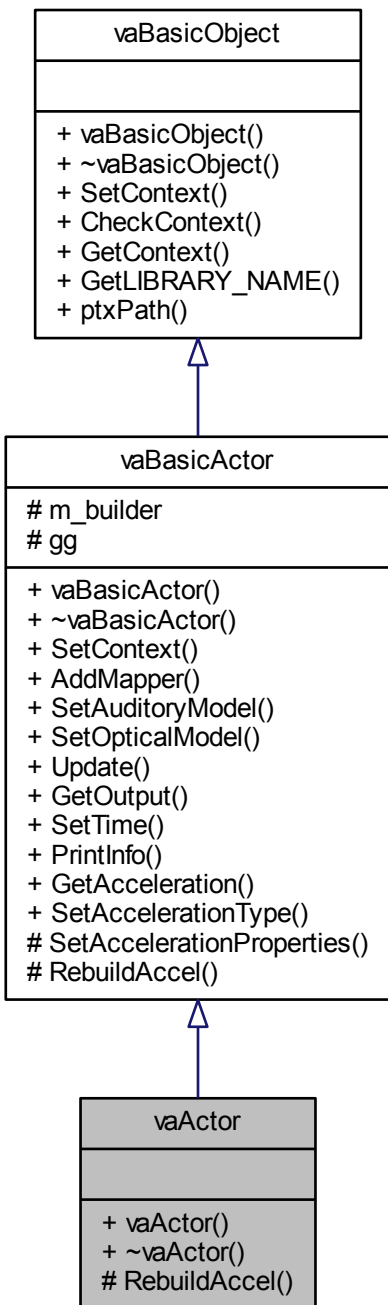 vaBasicObject
+ vaBasicObject()
+ ~vaBasicObject()
+ SetContext()
+ CheckContext()
+ GetContext()
+ GetLIBRARY_NAME()
+ ptxPath()
vaBasicActor
# m_builder
# gg
+ vaBasicActor()
+ ~vaBasicActor()
+ SetContext()
+ AddMapper()
+ SetAuditoryModel()
+ SetOpticalModel()
+ Update()
+ GetOutput()
+ SetTime()
+ PrintInfo()
+ GetAcceleration()
+ SetAccelerationType()
# SetAccelerationProperties()
# RebuildAccel()
vaActor
+ vaActor()
+ ~vaActor()
# RebuildAccel()